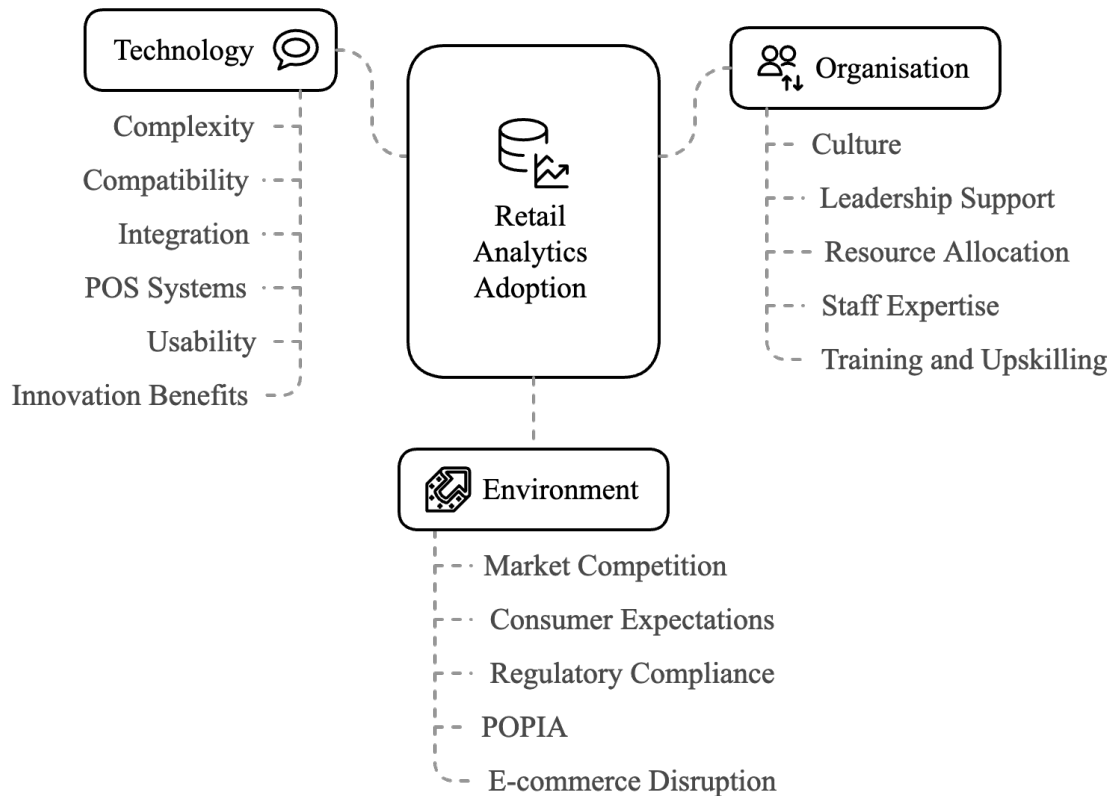 Technology
Complexity
Compatibility
Integration
POS Systems
Usability
Innovation Benefits
Retail
Analytics
Adoption
Organisation
Culture
Leadership Support
Resource Allocation
Staff Expertise
Training and Upskilling
Environment
Market Competition
Consumer Expectations
Regulatory Compliance
POPIA
E-commerce Disruption